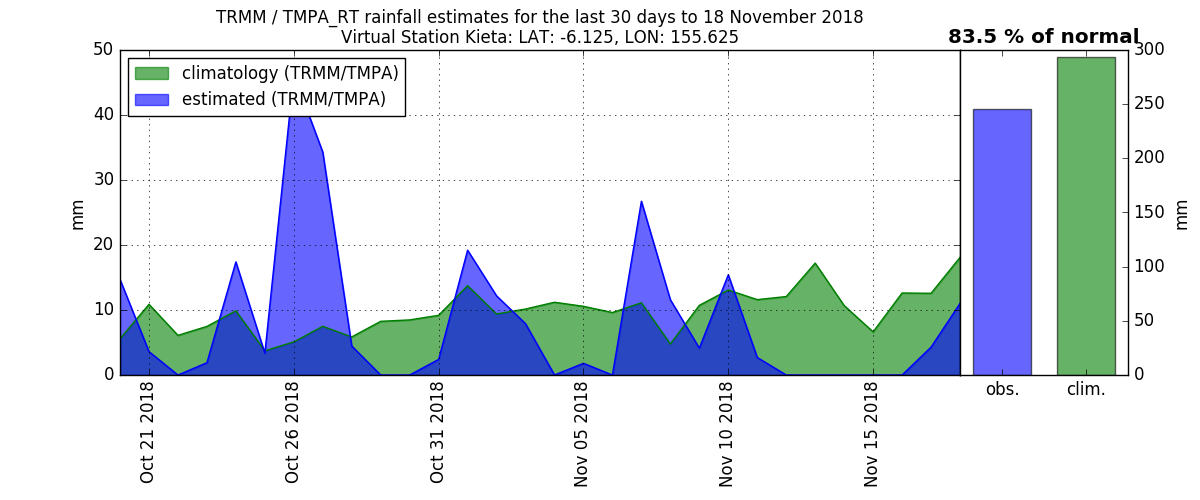 TRMM / TMPA_RT rainfall estimates for the last 30 days to 18 November 2018
Virtual Station Kieta: LAT: -6.125, LON: 155.625
83.5 % of normal
climatology (TRMM/TMPA)
estimated (TRMM/TMPA)
50
40
30
20
10
0
mm
Oct 21 2018
Oct 26 2018
Oct 31 2018
Nov 05 2018
Nov 10 2018
Nov 15 2018
300
250
200
150
100
50
0
mm
obs.
clim.